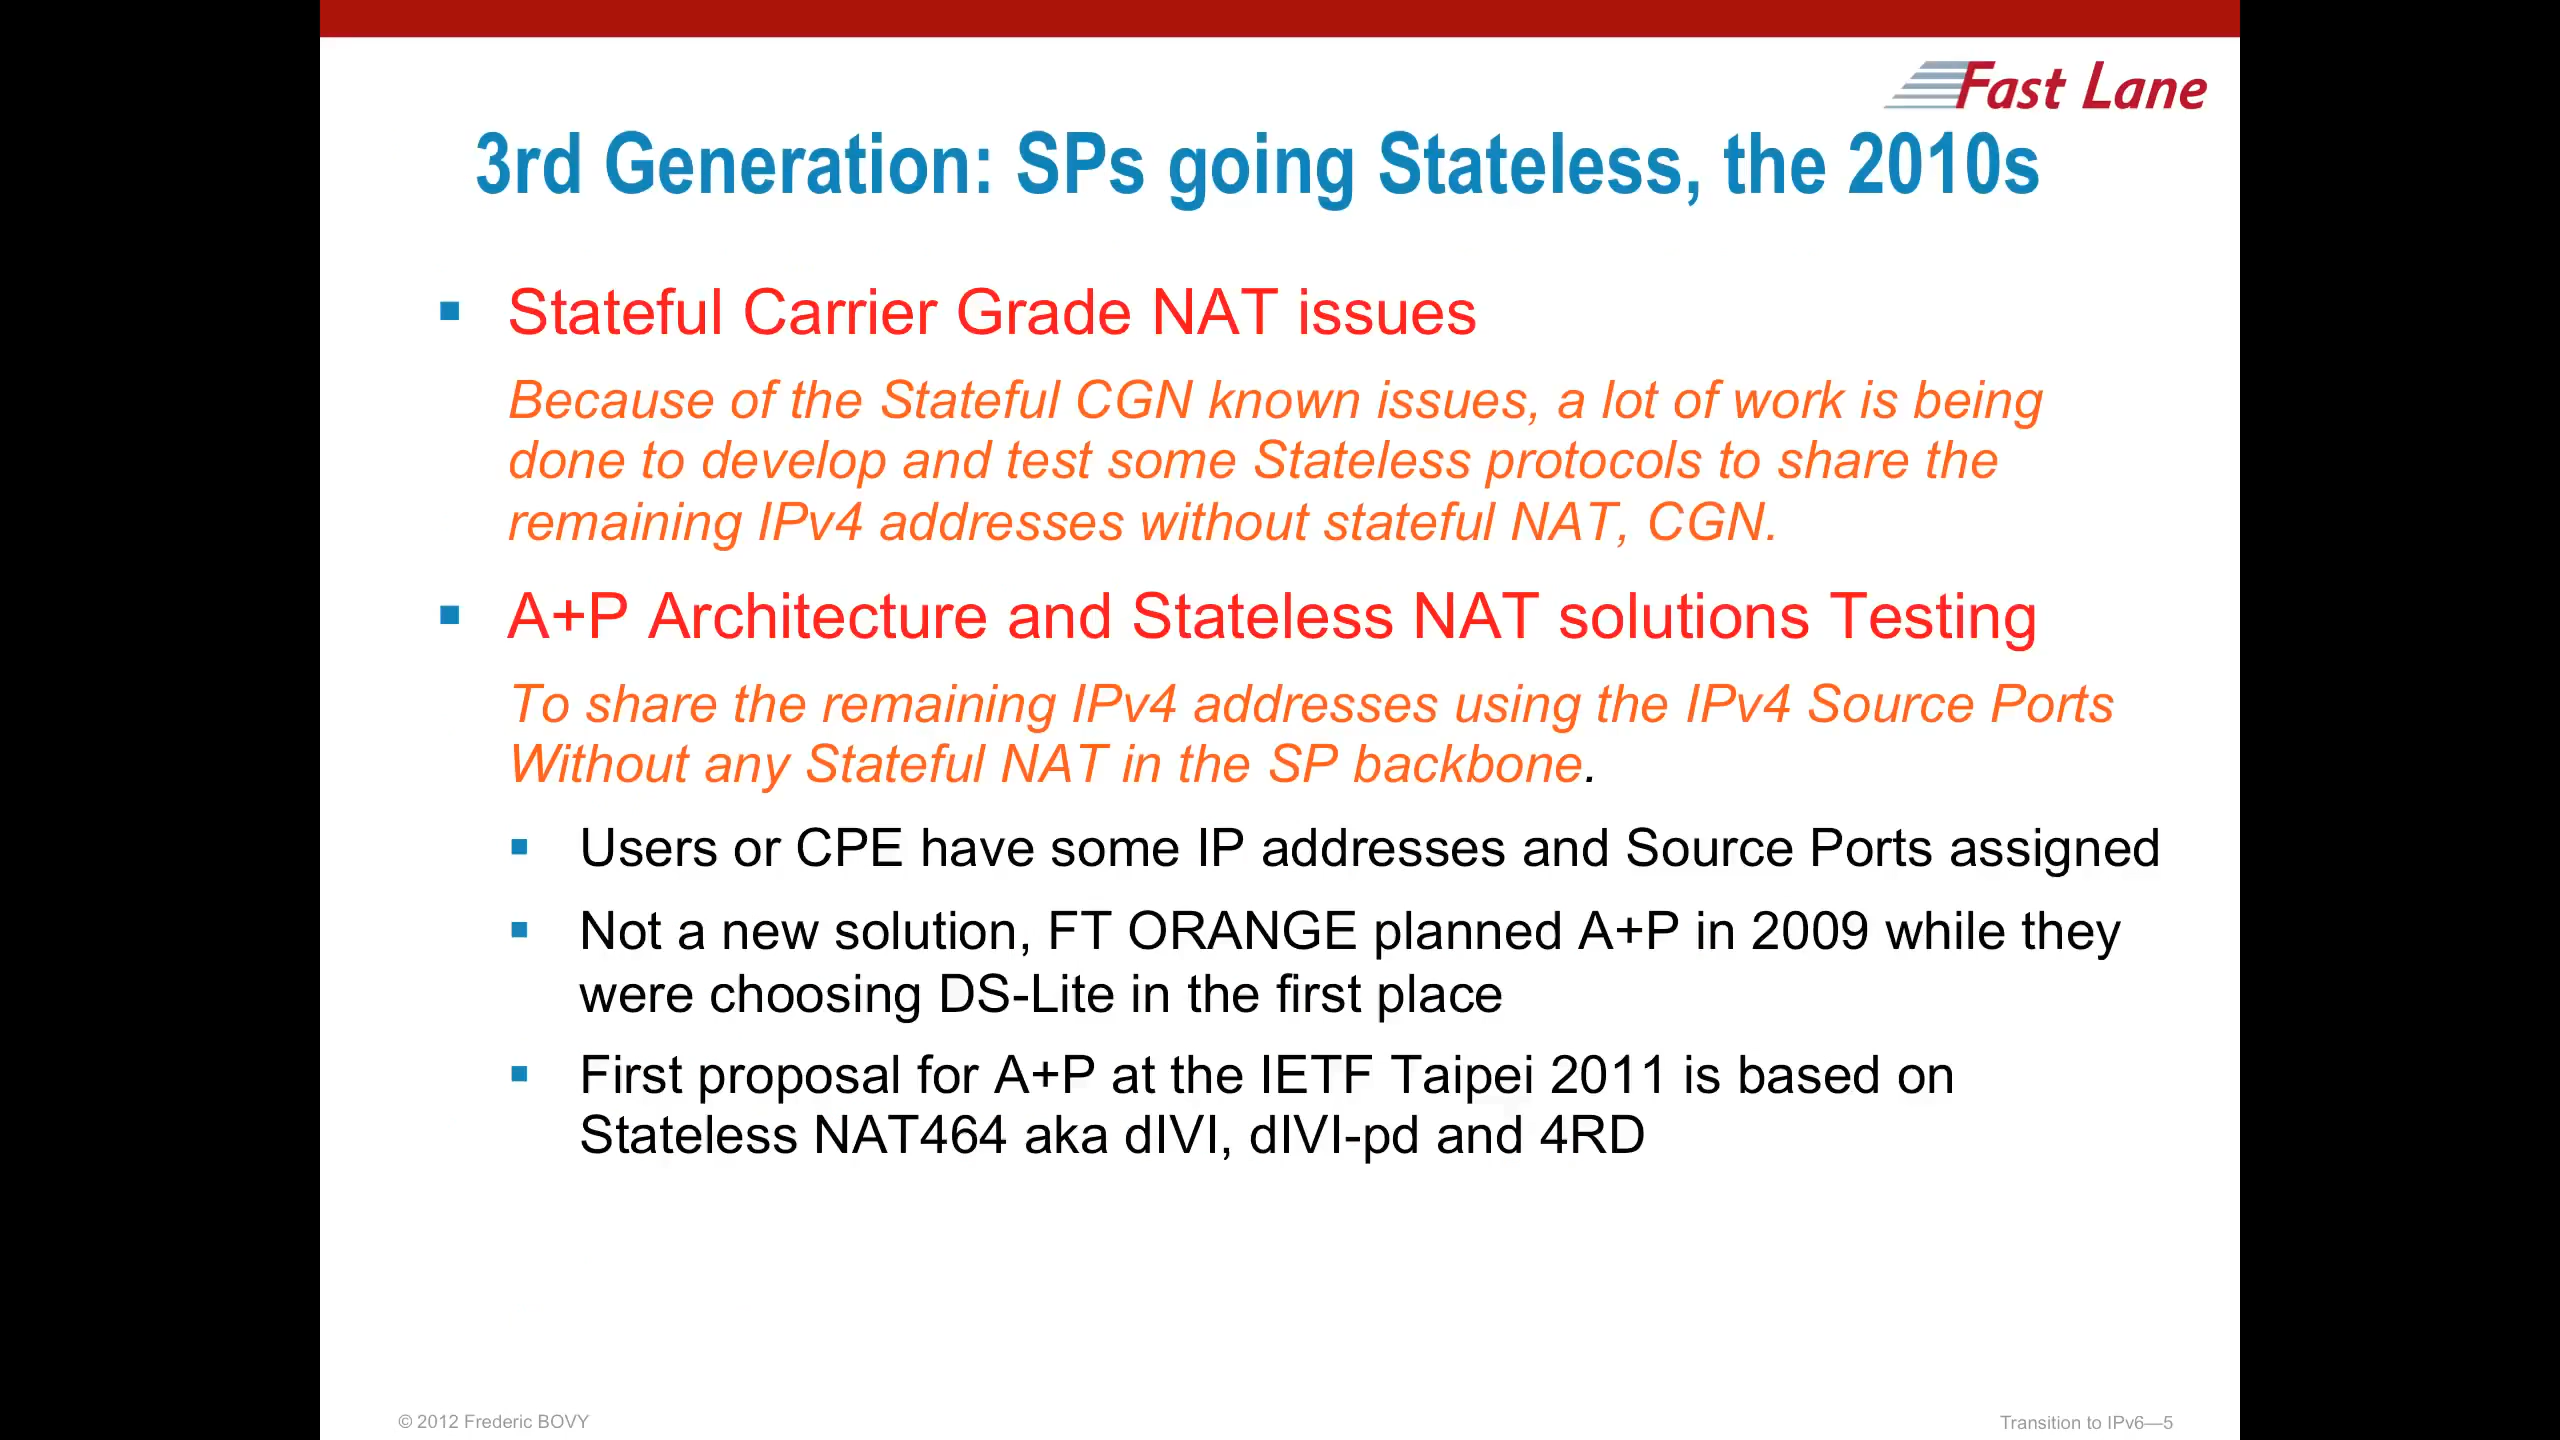 Fast Lane
3rd Generation: SPs going Stateless, the 2010s
Stateful Carrier Grade NAT issues
Because of the Stateful CGN known issues, a lot of work is being
done to develop and test some Stateless protocols to share the
remaining IPv4 addresses without stateful NAT, CGN.
A+P Architecture and Stateless NAT solutions Testing
To share the remaining IPv4 addresses using the IPv4 Source Ports
Without any Stateful NAT in the SP backbone.
Users or CPE have some IP addresses and Source Ports assigned
Not a new solution, FT ORANGE planned A+P in 2009 while they
were choosing DS-Lite in the first place
First proposal for A+P at the IETF Taipei 2011 is based on
Stateless NAT464 aka dIVI, dIVI-pd and 4RD
© 2012 Frederic BOVY
Transition to IPv6—5